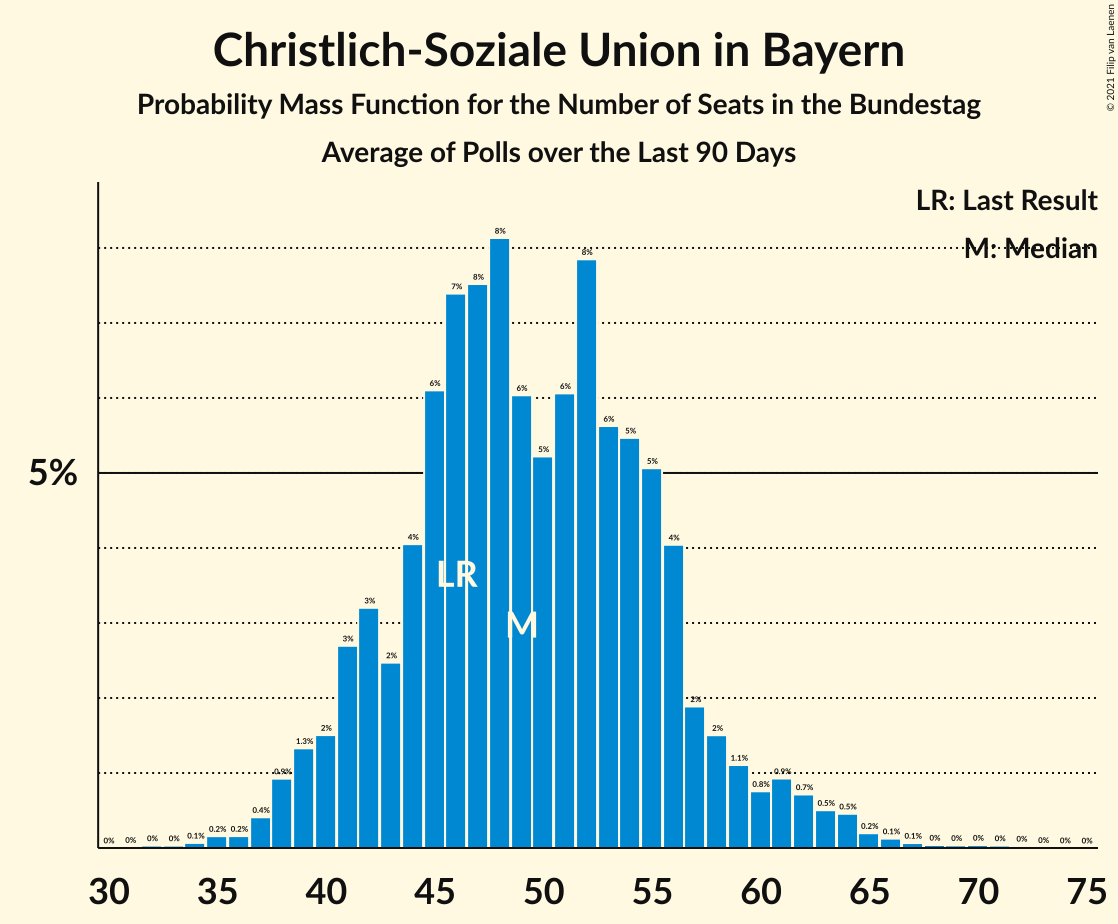 Christlich-Soziale Union in Bayern
Probability Mass Function for the Number of Seats in the Bundestag
Average of Polls over the Last 90 Days
© 2021 Filip van Laenen
LR: Last Result
M: Median
5%
0% 0% 0% 0% 0.1% 0.2% 0.2% 0.4% 0.9% 1.3% 2% 3% 3% 2% 4% 6% 7% 8% 8% 6% 5% 6% 8% 6% 5% 5% 4% 2% 2% 1.1% 0.8% 0.9% 0.7% 0.5% 0.5% 0.2% 0.1% 0.1% 0% 0% 0% 0% 0% 0% 0% 0%
LR
M
30 35 40 45 50 55 60 65 70 75